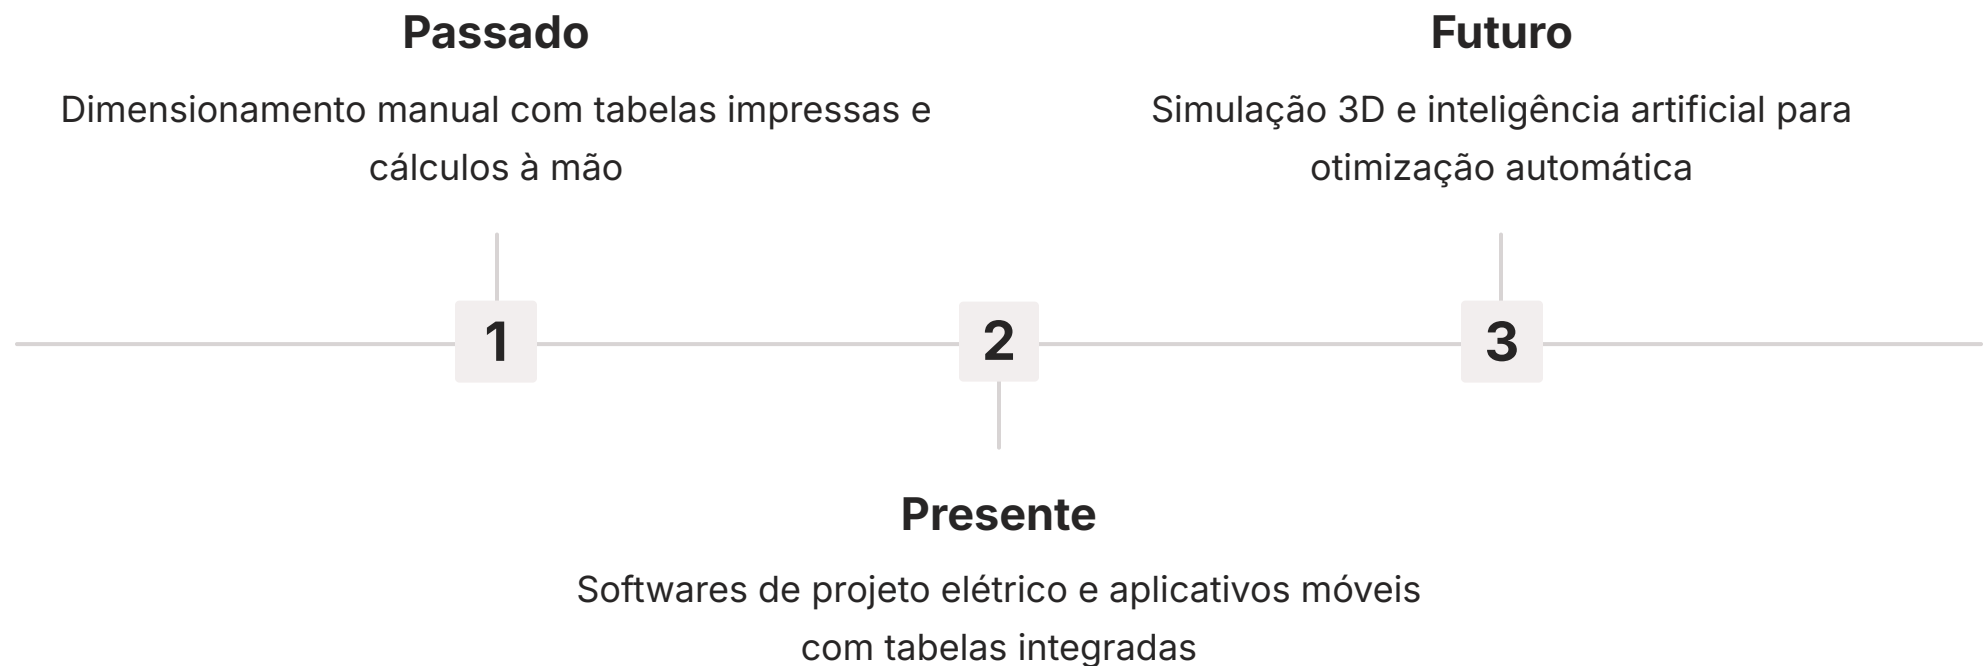 Passado
Dimensionamento manual com tabelas impressas e
cálculos à mão
1
2
Presente
Softwares de projeto elétrico e aplicativos móveis
com tabelas integradas
Futuro
Simulação 3D e inteligência artificial para
otimização automática
3